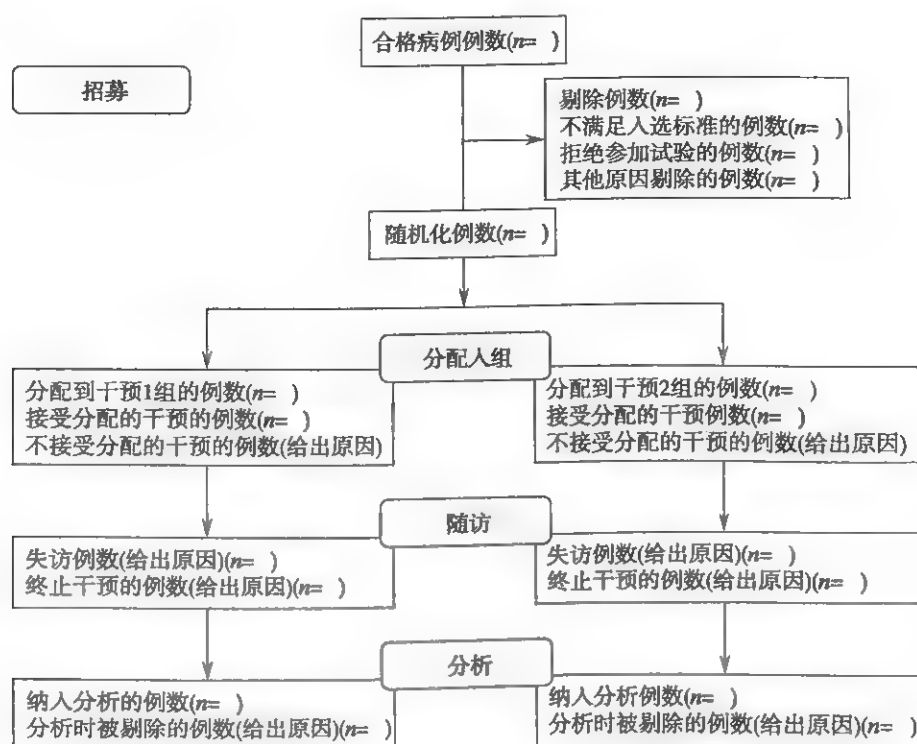 合格病例例数(n= )
招募
剔除例数(n= )
不满足入选标准的例数(n= )
拒绝参加试验的例数(n= )
其他原因剔除的例数(n= )
随机化例数(n= )
分配入组
分配到干预1组的例数(n= )
接受分配的干预的例数(n= )
不接受分配的干预的例数(给出原因)
分配到干预2组的例数(n= )
接受分配的干预例数(n= )
不接受分配的干预的例数(给出原因)
随访
失访例数(给出原因)(n= )
终止干预的例数(给出原因)(n= )
失访例数(给出原因)(n= )
终止干预的例数(给出原因)(n= )
分析
纳入分析的例数(n= )
分析时被剔除的例数(给出原因)(n= )
纳入分析例数(n= )
分析时被剔除的例数(给出原因)(n= )